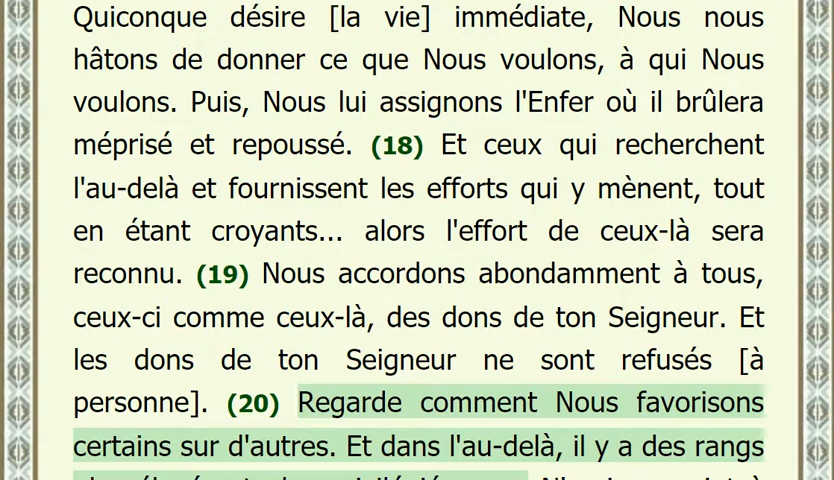 Quiconque désire [la vie] immédiate, Nous nous
hâtons de donner ce que Nous voulons, à qui Nous
voulons. Puis, Nous lui assignons l'Enfer où il brûlera
méprisé et repoussé. (18) Et ceux qui recherchent
l'au-delà et fournissent les efforts qui y mènent, tout
en étant croyants... alors l'effort de ceux-là sera
reconnu. (19) Nous accordons abondamment à tous,
ceux-ci comme ceux-là, des dons de ton Seigneur. Et
les dons de ton Seigneur ne sont refusés [à
personne]. (20) Regarde comment Nous favorisons
certains sur d'autres. Et dans l'au-delà, il y a des rangs